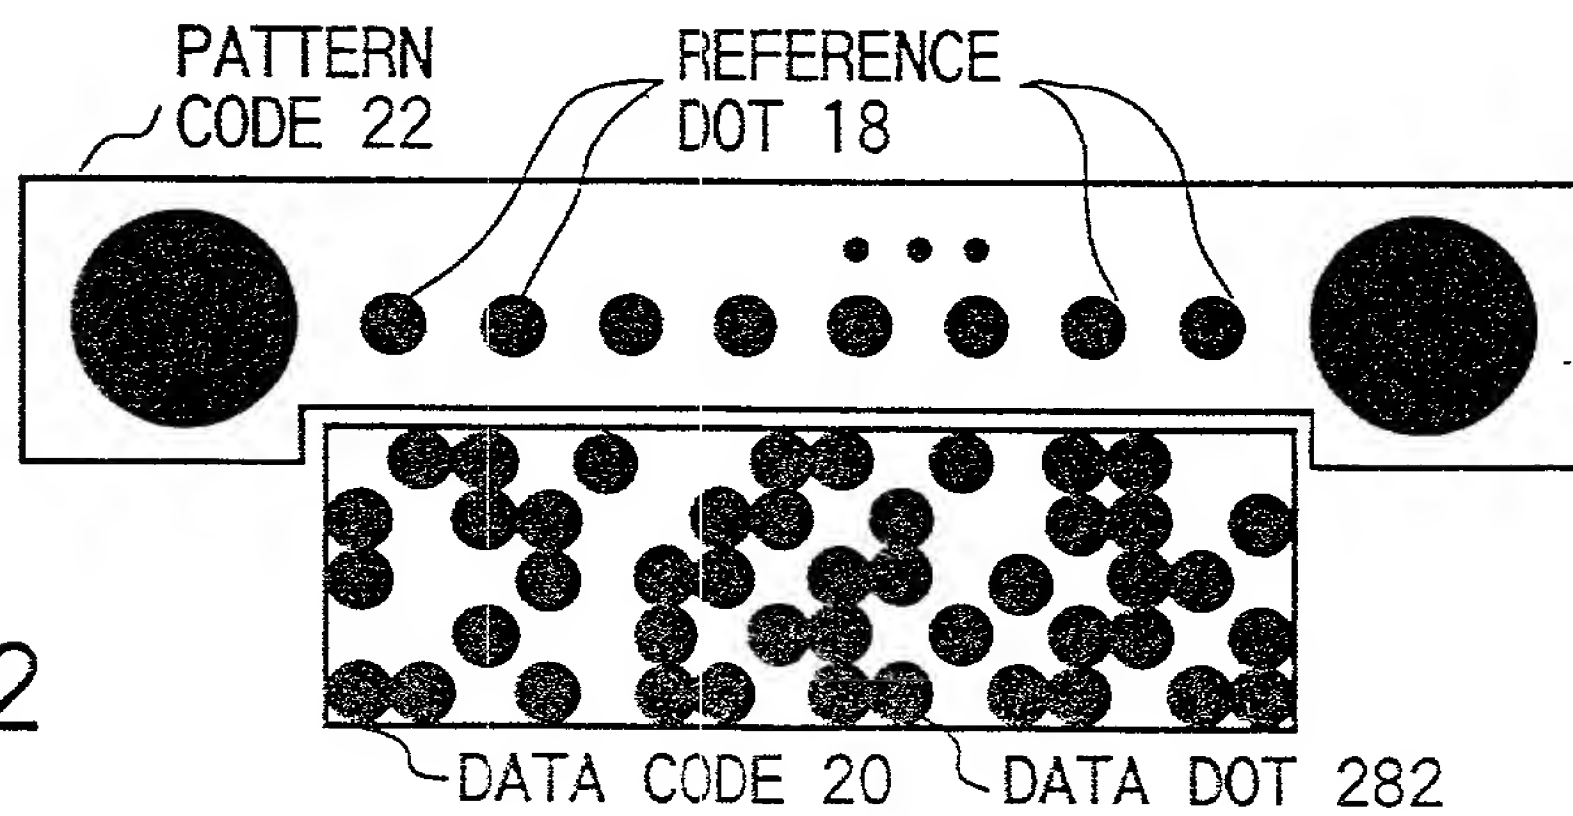 PATTERN
CODE 22
REFERENCE
DOT 18
2
DATA CODE 20
DATA DOT 282